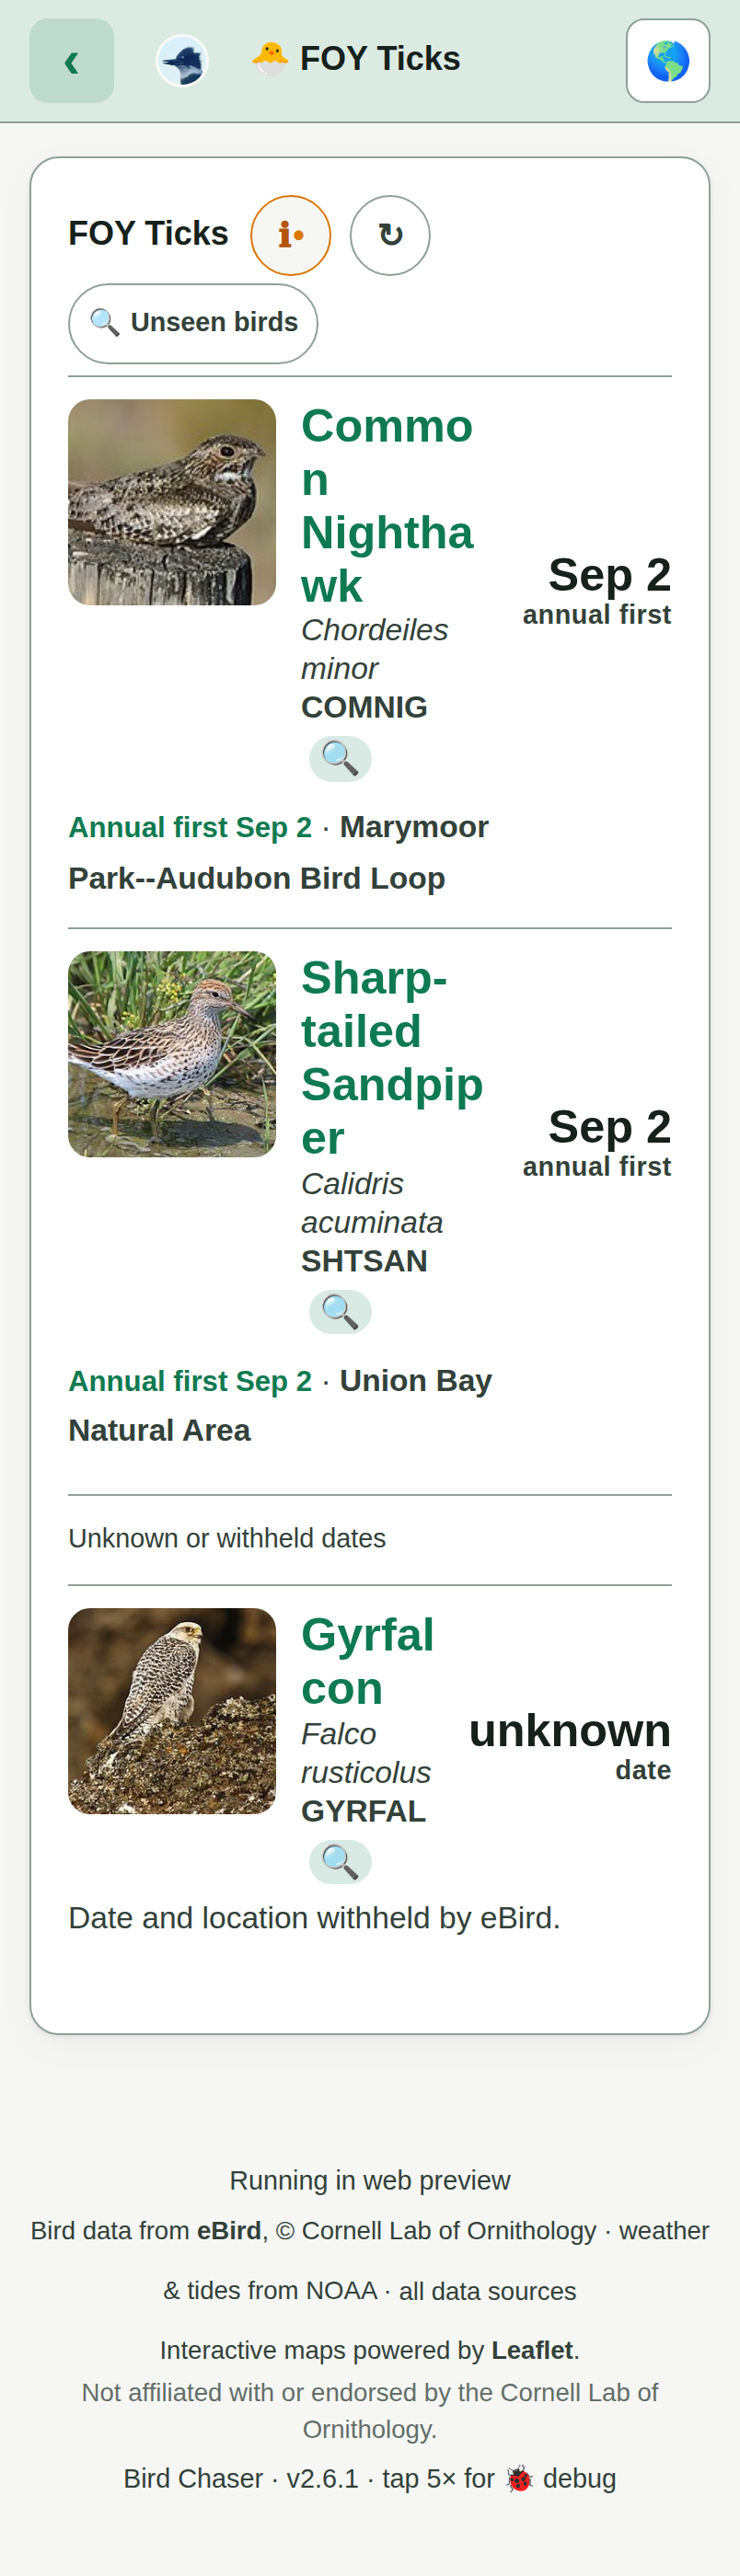 ‹ 🐣 FOY Ticks 🌎
FOY Ticks ℹ• ↻
🔍 Unseen birds
Commo
n
Nightha
wk
Sep 2
annual first
Chordeiles
minor
COMNIG
🔍
Annual first Sep 2 · Marymoor
Park--Audubon Bird Loop
Sharp-
tailed
Sandpip
er
Sep 2
annual first
Calidris
acuminata
SHTSAN
🔍
Annual first Sep 2 · Union Bay
Natural Area
Unknown or withheld dates
Gyrfal
con
unknown
date
Falco
rusticolus
GYRFAL
🔍
Date and location withheld by eBird.
Running in web preview
Bird data from eBird, © Cornell Lab of Ornithology · weather
& tides from NOAA · all data sources
Interactive maps powered by Leaflet.
Not affiliated with or endorsed by the Cornell Lab of
Ornithology.
Bird Chaser · v2.6.1 · tap 5× for 🐞 debug